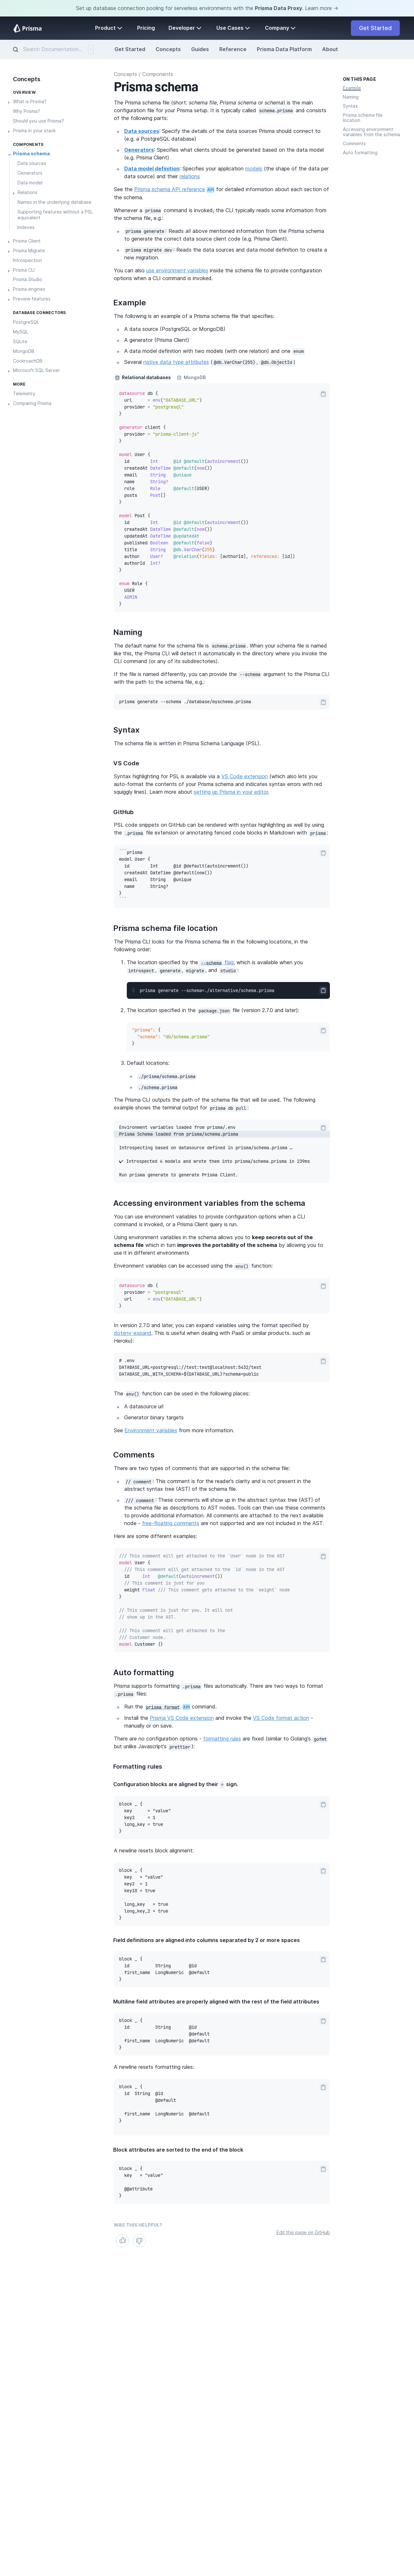 Set up database connection pooling for serverless environments with the Prisma Data Proxy. Learn more →
Prisma
Product
Pricing
Developer
Use Cases
Company
Get Started
Search Documentation...
/
Get Started
Concepts
Guides
Reference
Prisma Data Platform
About
Concepts
OVERVIEW
What is Prisma?
Why Prisma?
Should you use Prisma?
Prisma in your stack
COMPONENTS
Prisma schema
Data sources
Generators
Data model
Relations
Names in the underlying database
Supporting features without a PSL
equivalent
Indexes
Prisma Client
Prisma Migrate
Introspection
Prisma CLI
Prisma Studio
Prisma engines
Preview features
DATABASE CONNECTORS
PostgreSQL
MySQL
SQLite
MongoDB
CockroachDB
Microsoft SQL Server
MORE
Telemetry
Comparing Prisma
Concepts / Components
Prisma schema
The Prisma schema file (short: schema file, Prisma schema or schema) is the main
configuration file for your Prisma setup. It is typically called schema.prisma and consists
of the following parts:
Data sources: Specify the details of the data sources Prisma should connect to
(e.g. a PostgreSQL database)
Generators: Specifies what clients should be generated based on the data model
(e.g. Prisma Client)
Data model definition: Specifies your application models (the shape of the data per
data source) and their relations
See the Prisma schema API reference API for detailed information about each section of
the schema.
Whenever a prisma command is invoked, the CLI typically reads some information from
the schema file, e.g.:
prisma generate: Reads all above mentioned information from the Prisma schema
to generate the correct data source client code (e.g. Prisma Client).
prisma migrate dev: Reads the data sources and data model definition to create a
new migration.
You can also use environment variables inside the schema file to provide configuration
options when a CLI command is invoked.
Example
The following is an example of a Prisma schema file that specifies:
A data source (PostgreSQL or MongoDB)
A generator (Prisma Client)
A data model definition with two models (with one relation) and one enum
Several native data type attributes (@db.VarChar(255), @db.ObjectId)
Relational databases
MongoDB
datasource db {
url      = env("DATABASE_URL")
provider = "postgresql"
}
generator client {
provider = "prisma-client-js"
}
model User {
id        Int      @id @default(autoincrement())
createdAt DateTime @default(now())
email     String   @unique
name      String?
role      Role     @default(USER)
posts     Post[]
}
model Post {
id        Int      @id @default(autoincrement())
createdAt DateTime @default(now())
updatedAt DateTime @updatedAt
published Boolean  @default(false)
title     String   @db.VarChar(255)
author    User?    @relation(fields: [authorId], references: [id])
authorId  Int?
}
enum Role {
USER
ADMIN
}
Naming
The default name for the schema file is schema.prisma. When your schema file is named
like this, the Prisma CLI will detect it automatically in the directory where you invoke the
CLI command (or any of its subdirectories).
If the file is named differently, you can provide the --schema argument to the Prisma CLI
with the path to the schema file, e.g.:
prisma generate --schema ./database/myschema.prisma
Syntax
The schema file is written in Prisma Schema Language (PSL).
VS Code
Syntax highlighting for PSL is available via a VS Code extension (which also lets you
auto-format the contents of your Prisma schema and indicates syntax errors with red
squiggly lines). Learn more about setting up Prisma in your editor.
GitHub
PSL code snippets on GitHub can be rendered with syntax highlighting as well by using
the .prisma file extension or annotating fenced code blocks in Markdown with prisma:
```prisma
model User {
id        Int      @id @default(autoincrement())
createdAt DateTime @default(now())
email     String   @unique
name      String?
}
```
Prisma schema file location
The Prisma CLI looks for the Prisma schema file in the following locations, in the
following order:
1. The location specified by the --schema flag, which is available when you
introspect, generate, migrate, and studio:
prisma generate --schema=./alternative/schema.prisma
2. The location specified in the package.json file (version 2.7.0 and later):
"prisma": {
"schema": "db/schema.prisma"
}
3. Default locations:
./prisma/schema.prisma
./schema.prisma
The Prisma CLI outputs the path of the schema file that will be used. The following
example shows the terminal output for prisma db pull:
Environment variables loaded from prisma/.env
Prisma Schema loaded from prisma/schema.prisma
Introspecting based on datasource defined in prisma/schema.prisma …
✔ Introspected 4 models and wrote them into prisma/schema.prisma in 239ms
Run prisma generate to generate Prisma Client.
Accessing environment variables from the schema
You can use environment variables to provide configuration options when a CLI
command is invoked, or a Prisma Client query is run.
Using environment variables in the schema allows you to keep secrets out of the
schema file which in turn improves the portability of the schema by allowing you to
use it in different environments
Environment variables can be accessed using the env() function:
datasource db {
provider = "postgresql"
url      = env("DATABASE_URL")
}
In version 2.7.0 and later, you can expand variables using the format specified by
dotenv-expand. This is useful when dealing with PaaS or similar products. such as
Heroku):
# .env
DATABASE_URL=postgresql://test:test@localhost:5432/test
DATABASE_URL_WITH_SCHEMA=${DATABASE_URL}?schema=public
The env() function can be used in the following places:
A datasource url
Generator binary targets
See Environment variables from more information.
Comments
There are two types of comments that are supported in the schema file:
// comment: This comment is for the reader's clarity and is not present in the
abstract syntax tree (AST) of the schema file.
/// comment: These comments will show up in the abstract syntax tree (AST) of
the schema file as descriptions to AST nodes. Tools can then use these comments
to provide additional information. All comments are attached to the next available
node - free-floating comments are not supported and are not included in the AST.
Here are some different examples:
/// This comment will get attached to the `User` node in the AST
model User {
/// This comment will get attached to the `id` node in the AST
id     Int   @default(autoincrement())
// This comment is just for you
weight Float /// This comment gets attached to the `weight` node
}
// This comment is just for you. It will not
// show up in the AST.
/// This comment will get attached to the
/// Customer node.
model Customer {}
Auto formatting
Prisma supports formatting .prisma files automatically. There are two ways to format
.prisma files:
Run the prisma format API command.
Install the Prisma VS Code extension and invoke the VS Code format action -
manually or on save.
There are no configuration options - formatting rules are fixed (similar to Golang's gofmt
but unlike Javascript's prettier):
Formatting rules
Configuration blocks are aligned by their = sign.
block _ {
key      = "value"
key2     = 1
long_key = true
}
A newline resets block alignment:
block _ {
key   = "value"
key2  = 1
key10 = true
long_key   = true
long_key_2 = true
}
Field definitions are aligned into columns separated by 2 or more spaces
block _ {
id          String       @id
first_name  LongNumeric  @default
}
Multiline field attributes are properly aligned with the rest of the field attributes
block _ {
id          String       @id
@default
first_name  LongNumeric  @default
}
A newline resets formatting rules:
block _ {
id  String  @id
@default
first_name  LongNumeric  @default
}
Block attributes are sorted to the end of the block
block _ {
key   = "value"
@@attribute
}
WAS THIS HELPFUL?
Edit this page on GitHub
ON THIS PAGE
Example
Naming
Syntax
Prisma schema file
location
Accessing environment
variables from the schema
Comments
Auto formatting